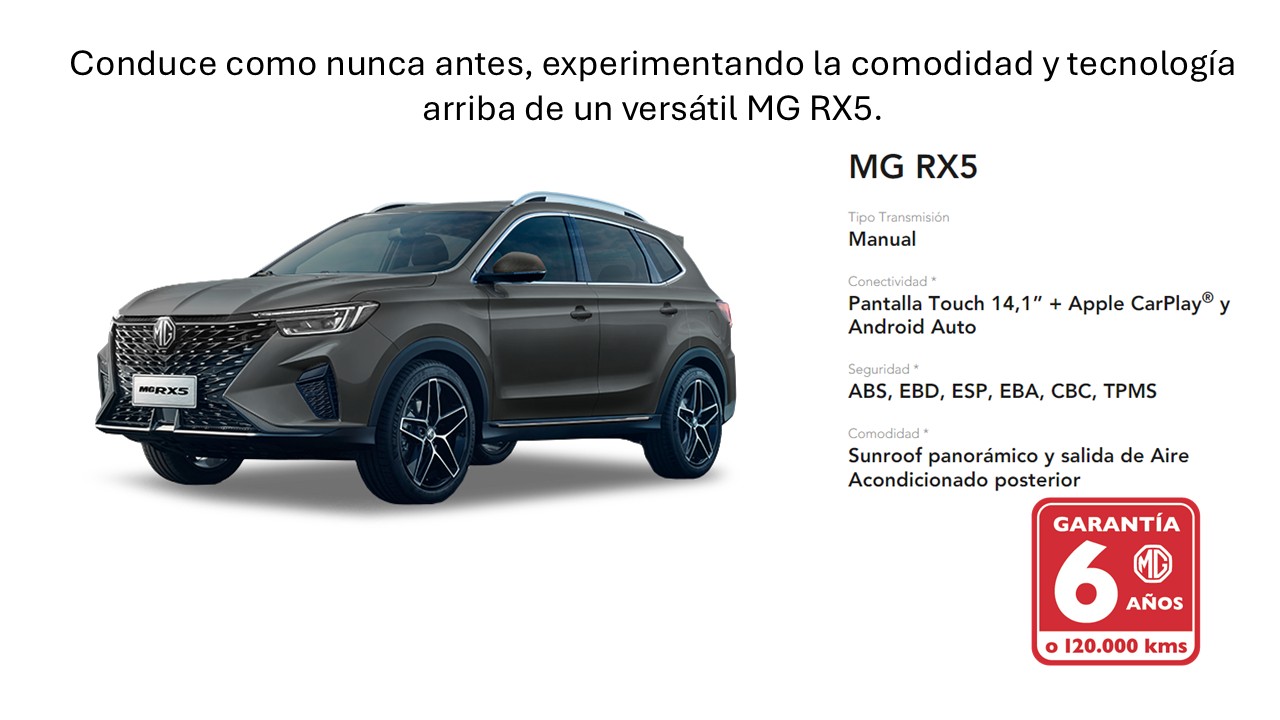 Conduce como nunca antes, experimentando la comodidad y tecnología
arriba de un versátil MG RX5.
MG RX5
Tipo Transmisión
Manual
Conectividad *
Pantalla Touch 14,1” + Apple CarPlay® y
Android Auto
Seguridad *
ABS, EBD, ESP, EBA, CBC, TPMS
Comodidad *
Sunroof panorámico y salida de Aire
Acondicionado posterior
MG
MG RX5
GARANTÍA
6
MG
AÑOS
o 120.000 kms